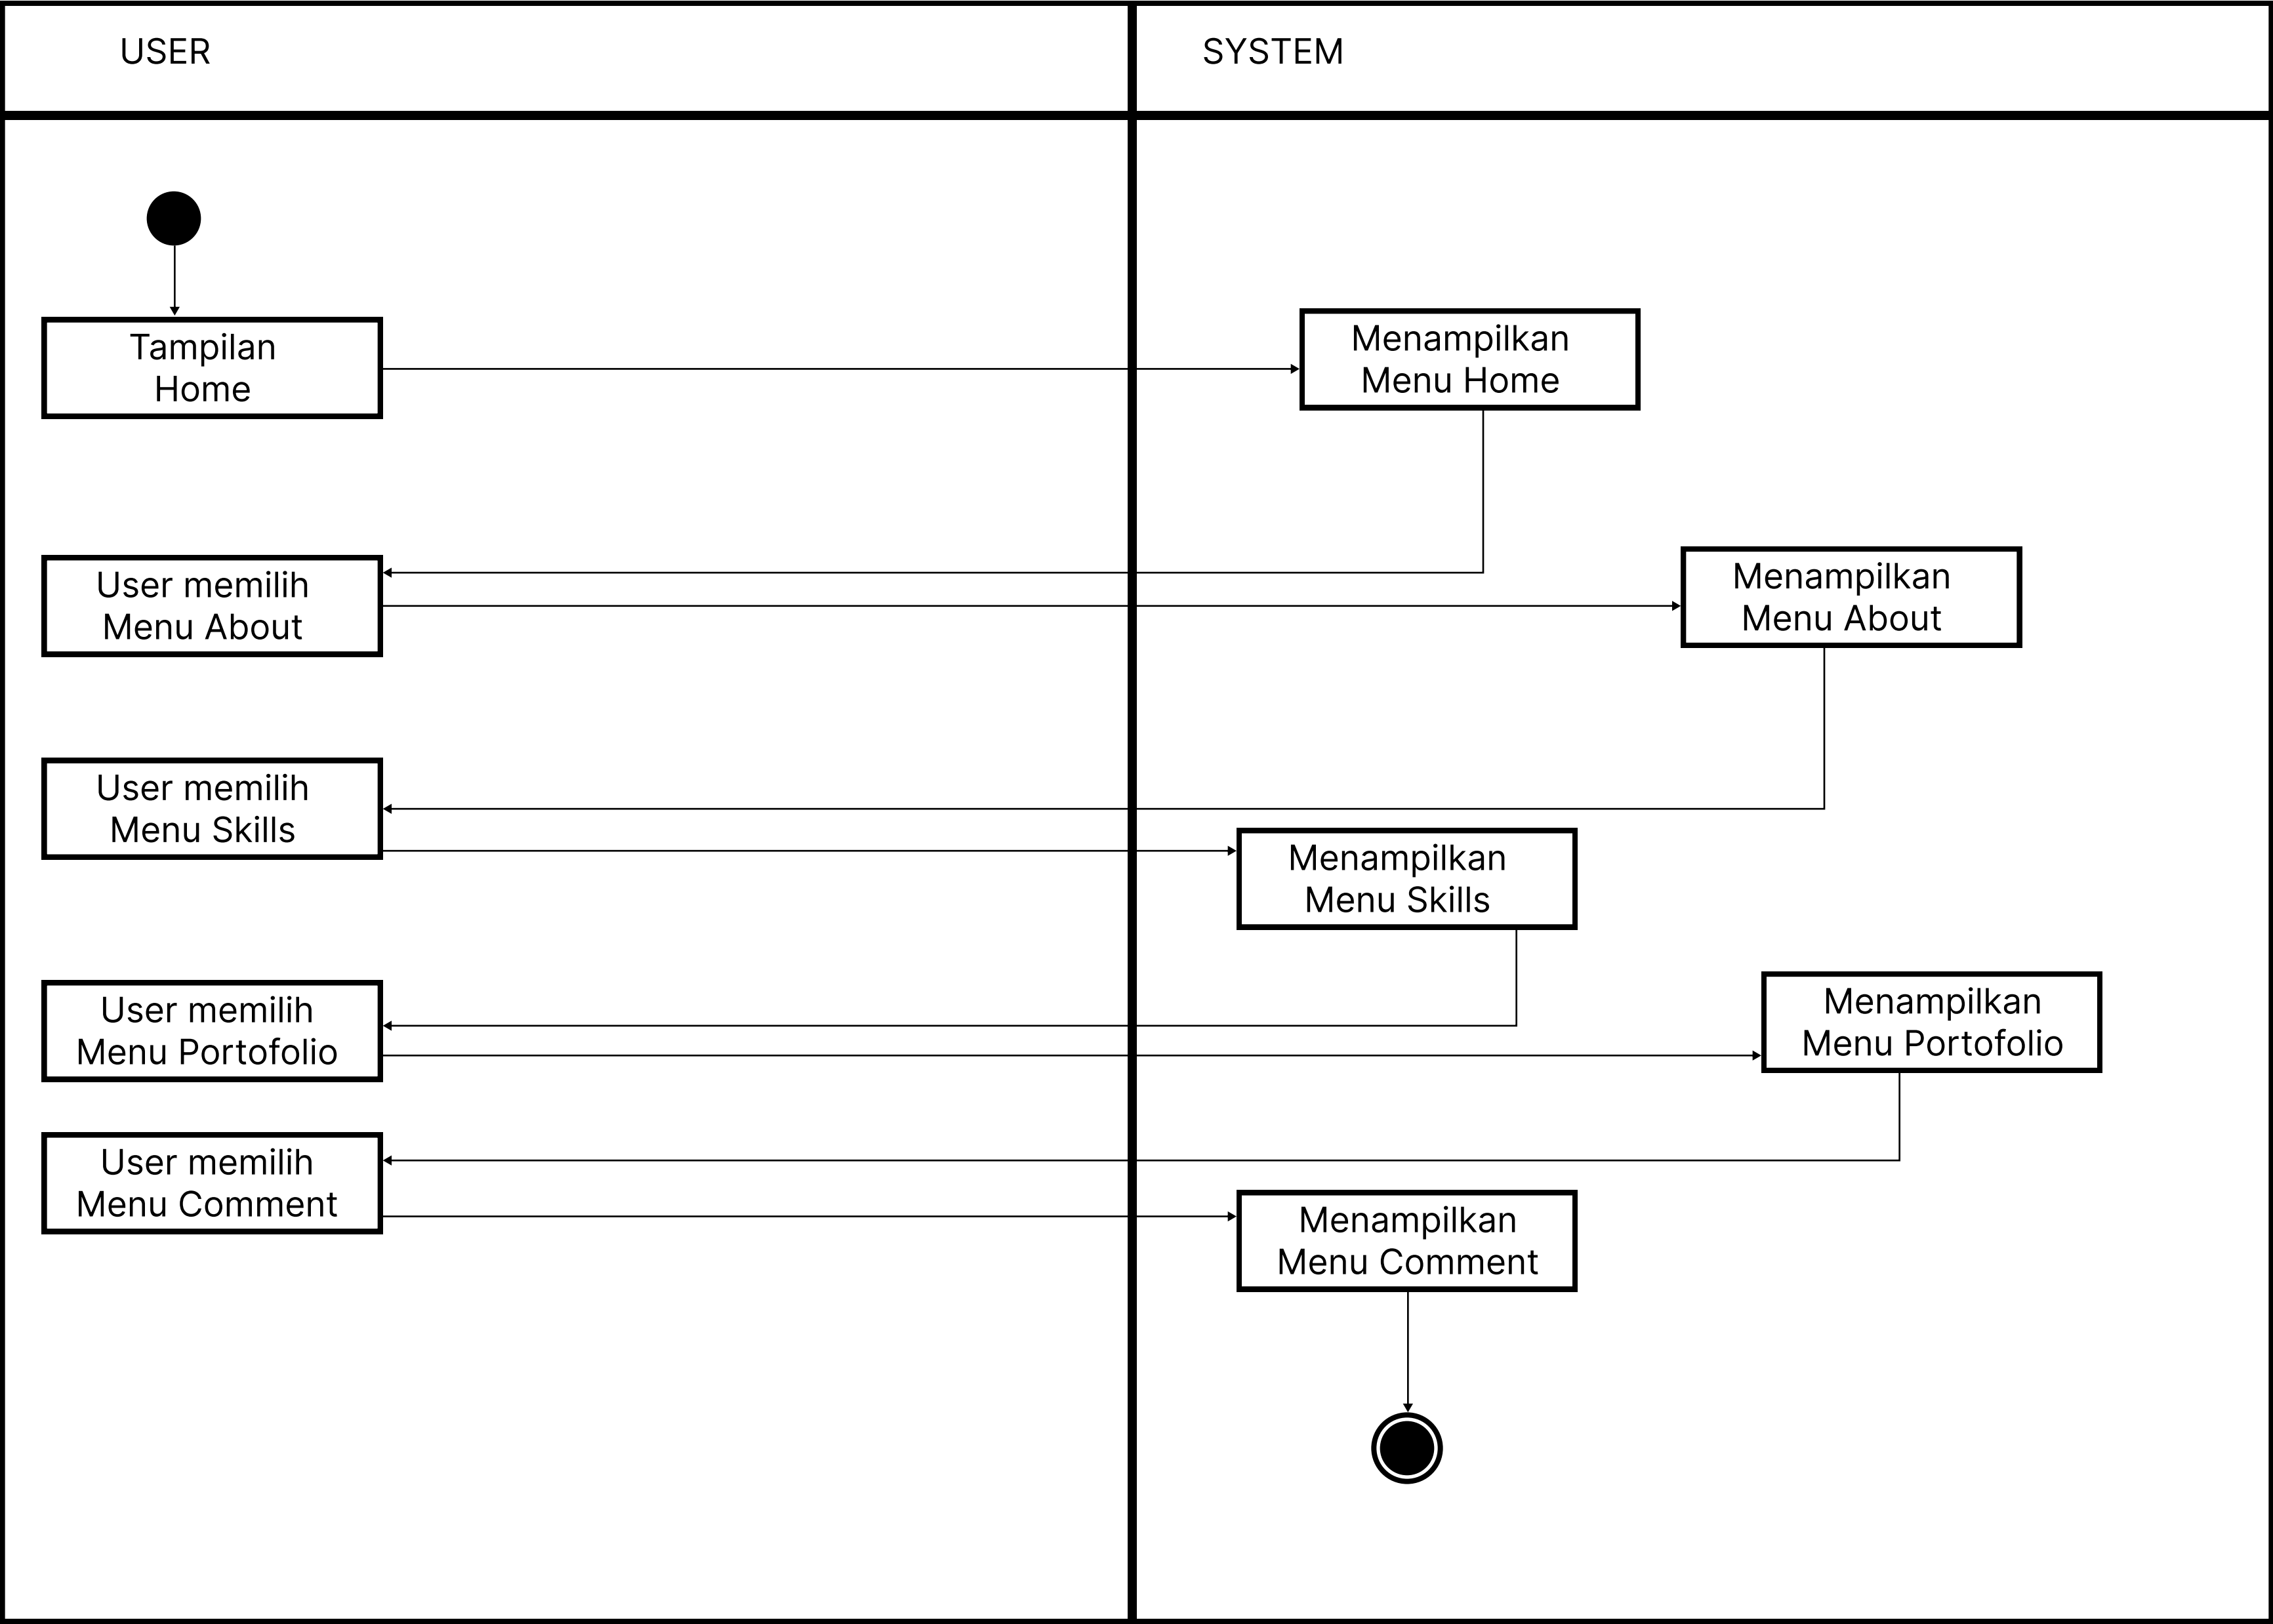 USER
SYSTEM
Tampilan
Home
Menampilkan
Menu Home
User memilih
Menu About
Menampilkan
Menu About
User memilih
Menu Skills
Menampilkan
Menu Skills
User memilih
Menu Portofolio
Menampilkan
Menu Portofolio
User memilih
Menu Comment
Menampilkan
Menu Comment